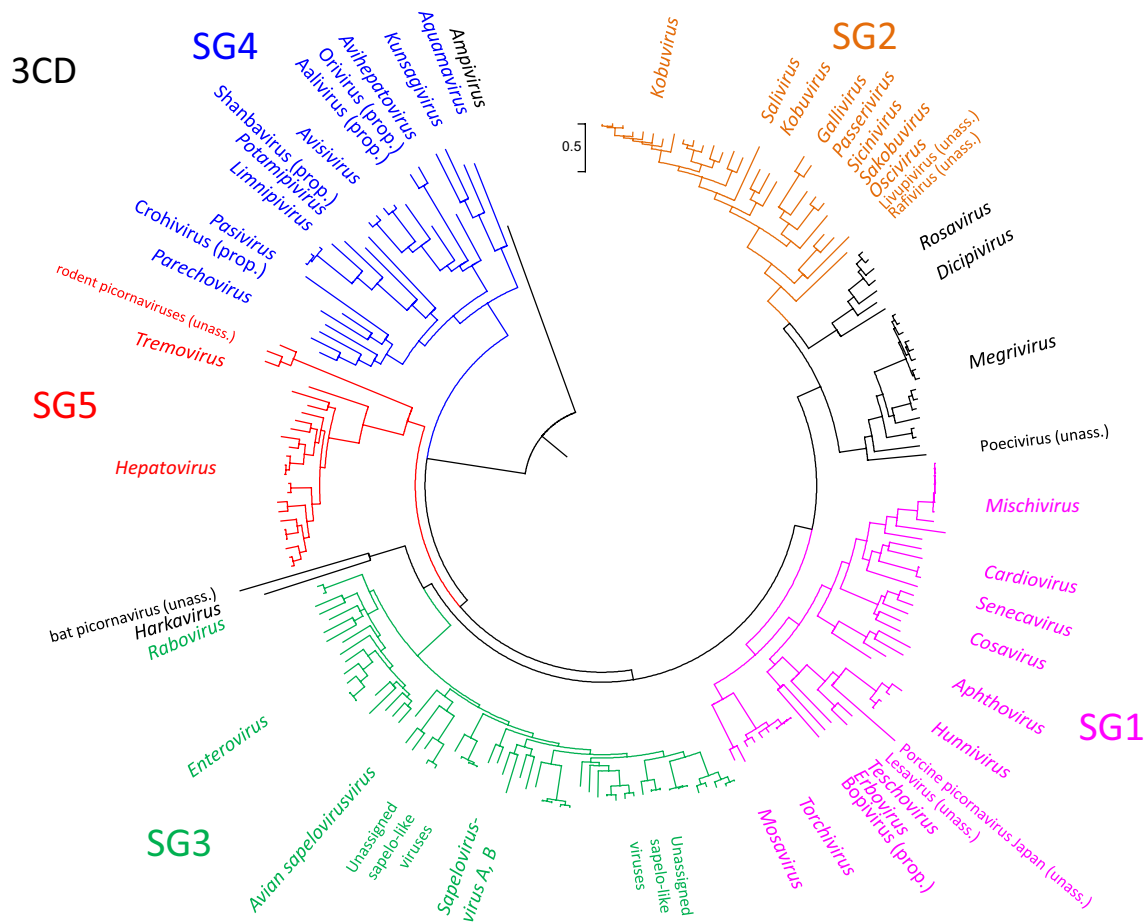 3CD
SG4
Aquamavirus
Ampivirus
Kunsagivirus
Avihepatovirus
Orivirus (prop.)
Aalivirus (prop.)
Avisivirus
Shanbavirus (prop.)
Potamipivirus
Limnipivirus
Pasivirus
Crohivirus (prop.)
Parechovirus
rodent picornaviruses (unass.)
Tremovirus
SG5
Hepatovirus
bat picornavirus (unass.)
Harkavirus
Rabovirus
Enterovirus
SG3
Avian sapelovirusvirus
Unassigned
sapelo-like
viruses
Sapelovirus-
virus A, B
Unassigned
sapelo-like
viruses
SG2
Kobuvirus
0.5
Salivirus
Kobuvirus
Gallivirus
Passerivirus
Sicinivirus
Sakobuvirus
Oscivirus
Livupivirus (unass.)
Rafivirus (unass.)
Rosavirus
Dicipivirus
Megrivirus
Poecivirus (unass.)
Mischivirus
Cardiovirus
Senecavirus
Cosavirus
Aphthovirus
SG1
Hunnivirus
Porcine picornavirus Japan (unass.)
Lesavirus (unass.)
Teschovirus
Erbovirus
Bopivirus (prop.)
Torchivirus
Mosavirus